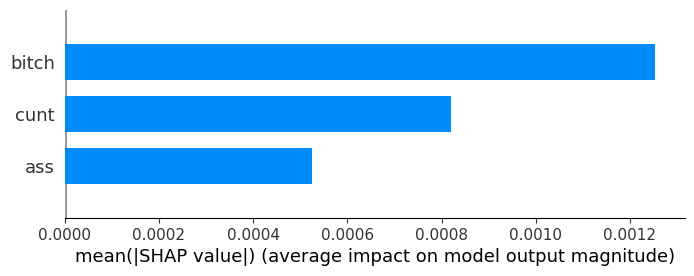 bitch
cunt
ass
0.0000 0.0002 0.0004 0.0006 0.0008 0.0010 0.0012
mean(|SHAP value|) (average impact on model output magnitude)